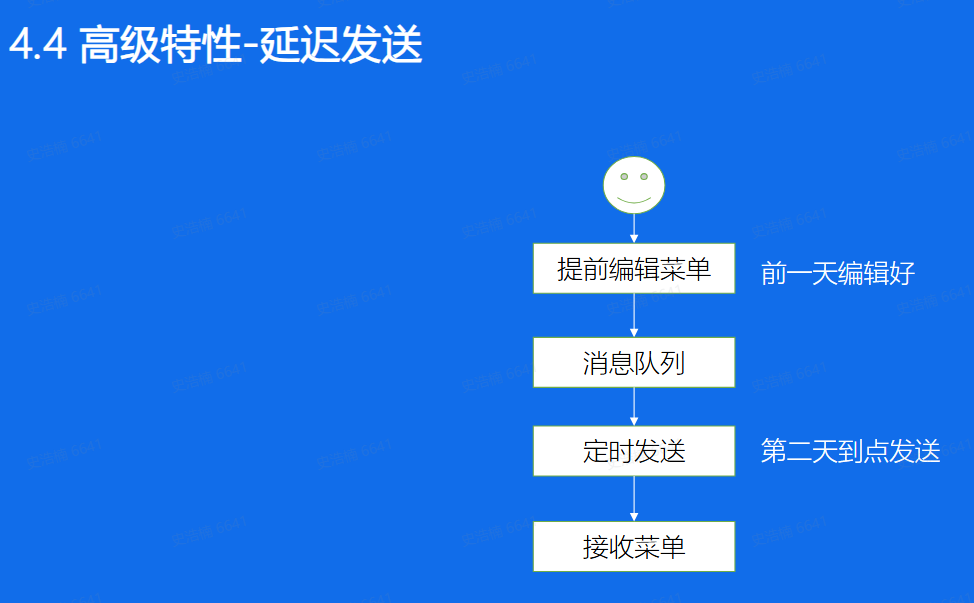 4.4 高级特性-延迟发送
提前编辑菜单
前一天编辑好
消息队列
定时发送
第二天到点发送
接收菜单